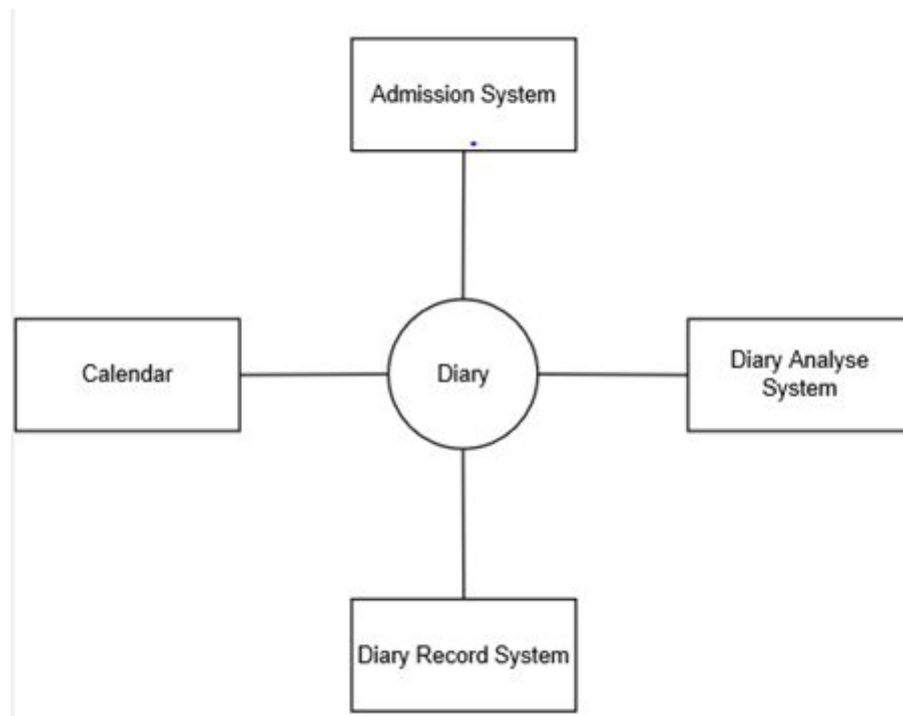 Admission System
Calendar
Diary
Diary Analyse
System
Diary Record System